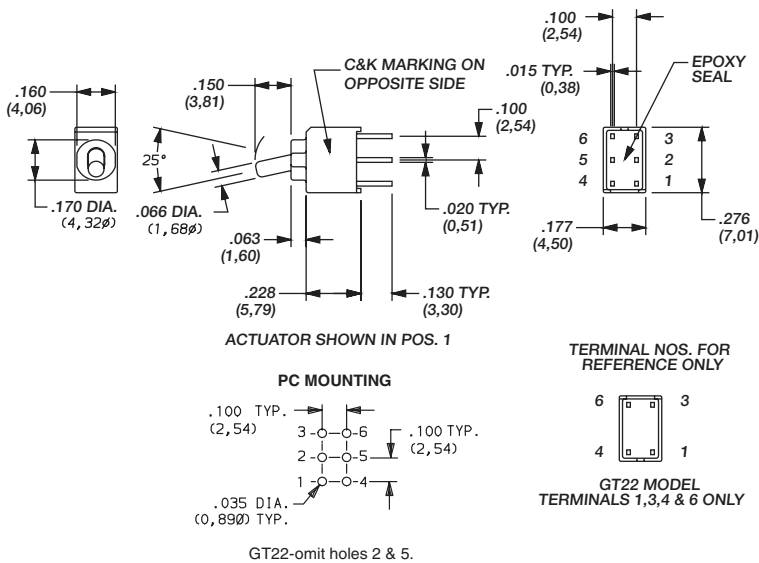 .100
(2,54)
.015 TYP.
(0,38)
EPOXY
SEAL
6
3
5
2
4
1
.177
(4,50)
.276
(7,01)
.160
(4,06)
.170 DIA.
(4,32ø)
.150
(3,81)
C&K MARKING ON
OPPOSITE SIDE
25°
.066 DIA.
(1,68ø)
.100
(2,54)
.020 TYP.
(0,51)
.063
(1,60)
.228
(5,79)
.130 TYP.
(3,30)
ACTUATOR SHOWN IN POS. 1
PC MOUNTING
.100 TYP.
(2,54)
3
6
2
5
1
4
.100 TYP.
(2,54)
.035 DIA.
(0,89Ø) TYP.
GT22-omit holes 2 & 5.
TERMINAL NOS. FOR
REFERENCE ONLY
6
3
4
1
GT22 MODEL
TERMINALS 1,3,4 & 6 ONLY